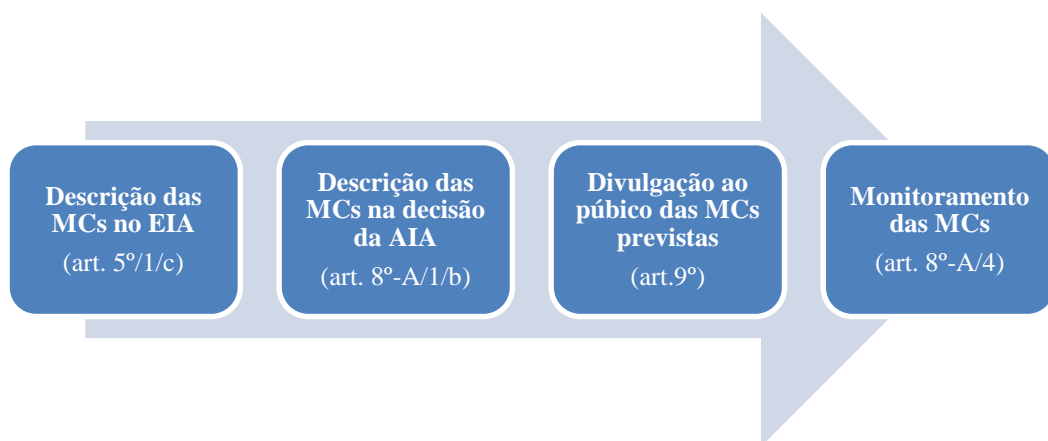 Descrição das
MCs no EIA
(art. 5º/1/c)
Descrição das
MCs na decisão
da AIA
(art. 8º-A/1/b)
Divulgação ao
púbico das MCs
previstas
(art.9º)
Monitoramento
das MCs
(art. 8º-A/4)